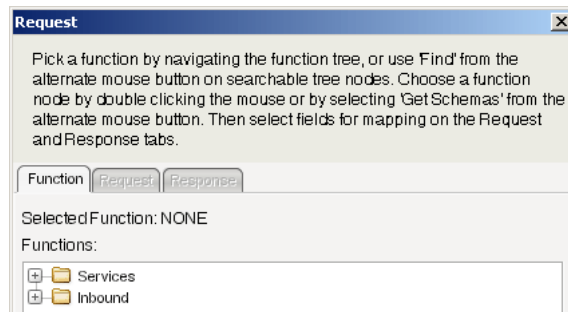 Request
Pick a function by navigating the function tree, or use 'Find' from the
alternate mouse button on searchable tree nodes. Choose a function
node by double clicking the mouse or by selecting 'Get Schemas' from the
alternate mouse button. Then select fields for mapping on the Request
and Response tabs.
Function Request Response
Selected Function: NONE
Functions:
Services
Inbound